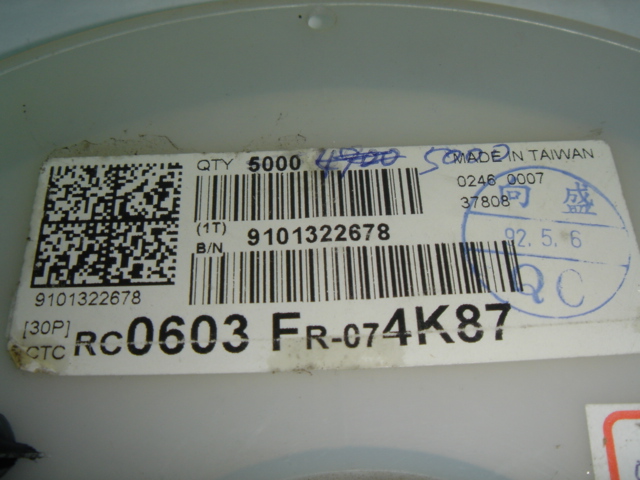 QTY 5000 4900 5000 MADE IN TAIWAN
0246 0007
37808
(1T)
B/N 9101322678
向盛
92.5.6
QC
9101322678
[30P]
CTC RC0603 FR-074K87